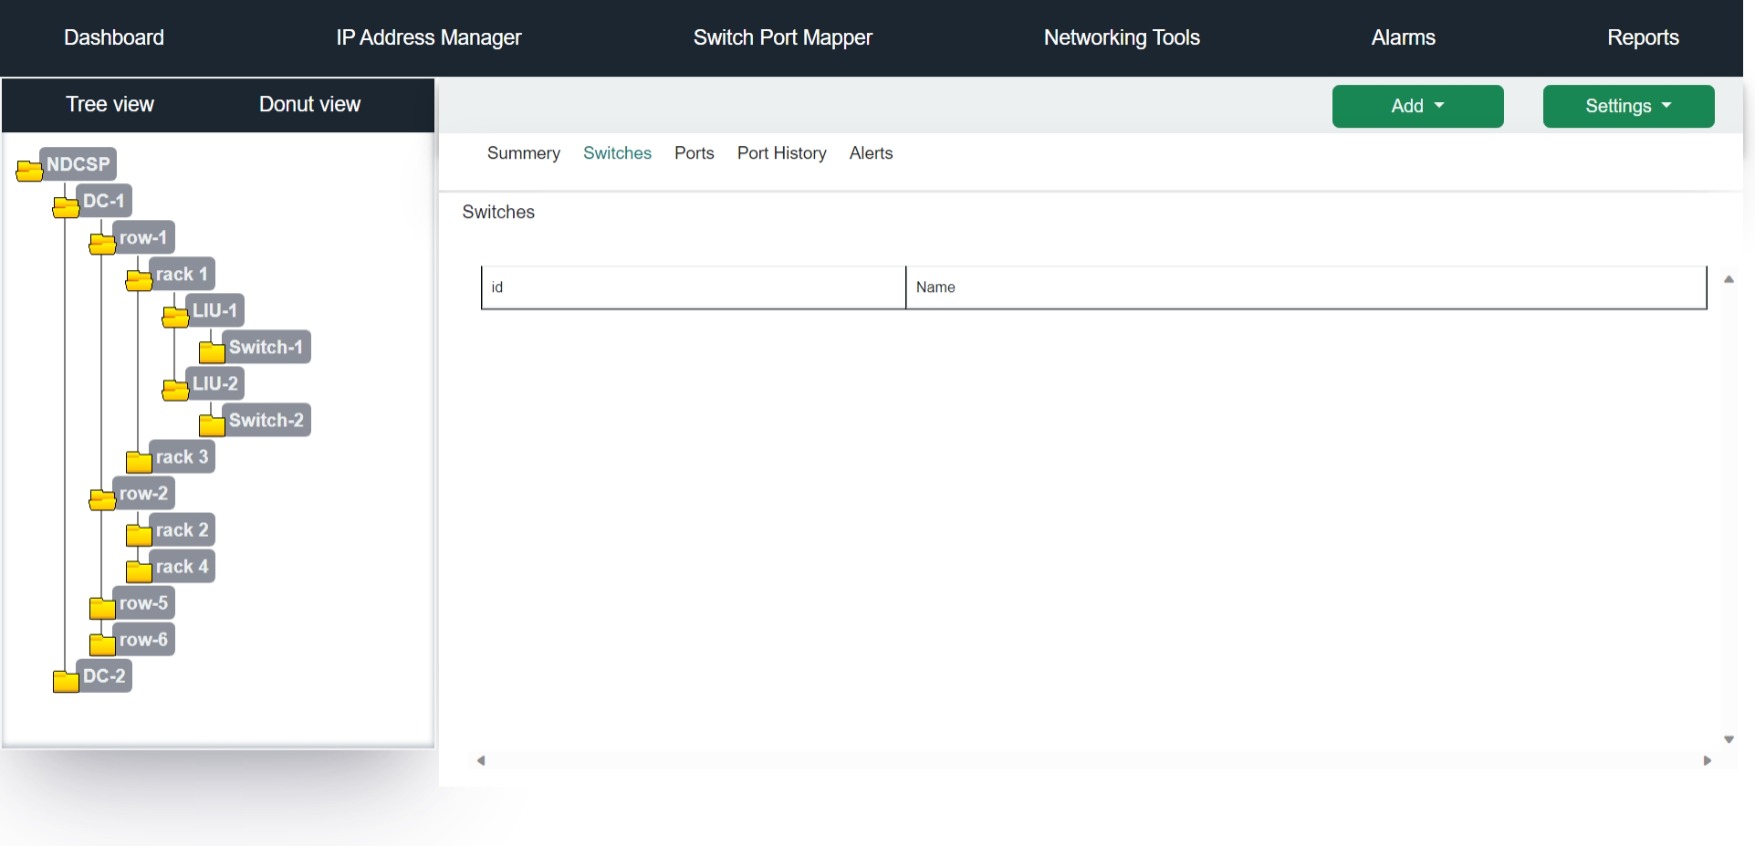 Dashboard IP Address Manager Switch Port Mapper Networking Tools Alarms Reports
Tree view Donut view
Add Settings
Summery Switches Ports Port History Alerts
Switches
id Name
NDCSP
DC-1
row-1
rack 1
LIU-1
Switch-1
LIU-2
Switch-2
rack 3
row-2
rack 2
rack 4
row-5
row-6
DC-2